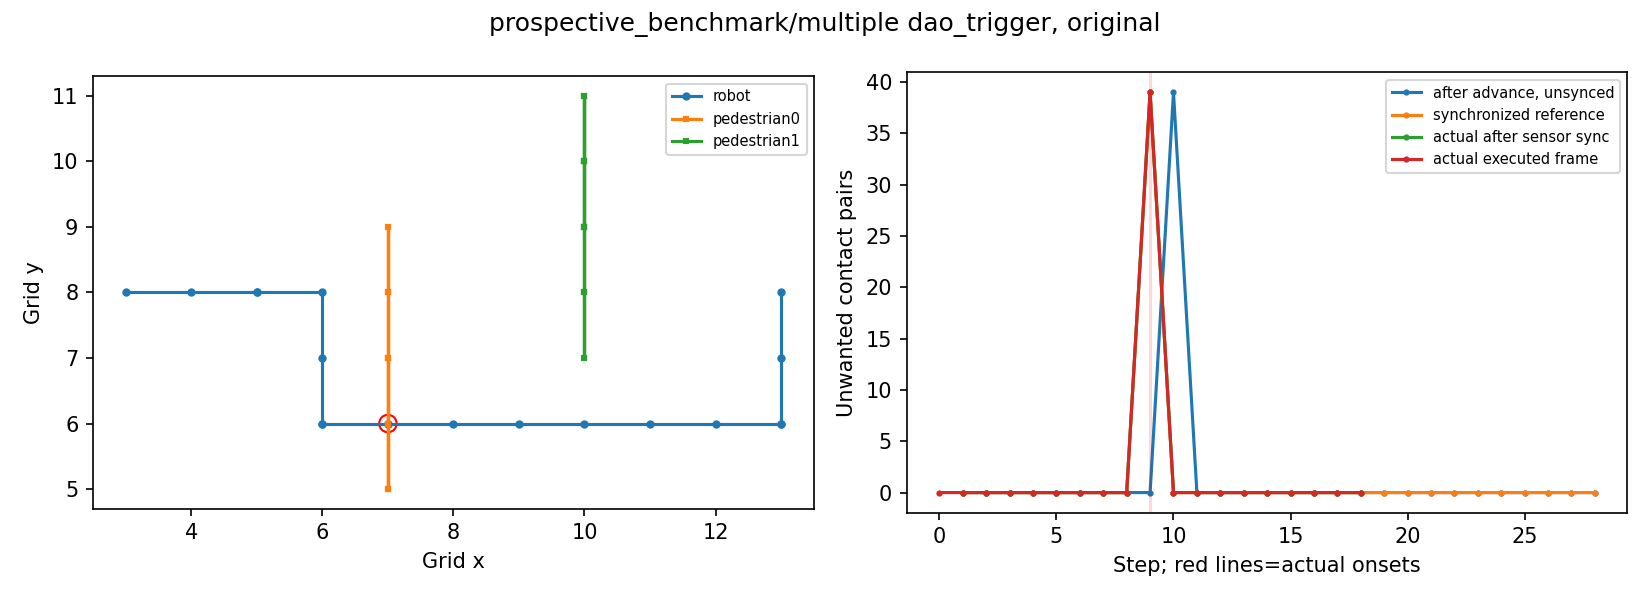 prospective_benchmark/multiple dao_trigger, original
11
10
9
8
7
6
5
Grid y
4
6
8
10
12
Grid x
robot
pedestrian0
pedestrian1
40
35
30
25
20
15
10
5
0
Unwanted contact pairs
0
5
10
15
20
25
Step; red lines=actual onsets
after advance, unsynced
synchronized reference
actual after sensor sync
actual executed frame